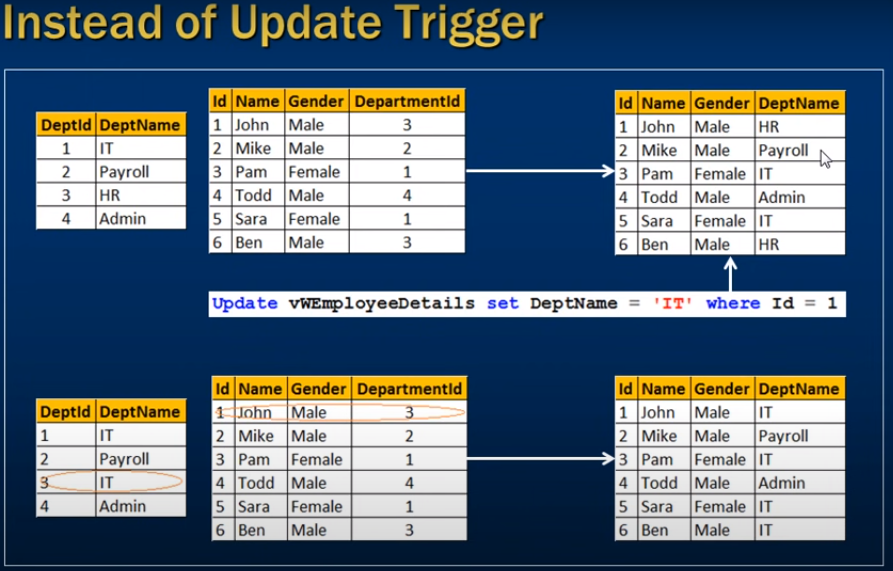 Instead of Update Trigger
DeptId DeptName
1 IT
2 Payroll
3 HR
4 Admin
Id Name Gender DepartmentId
1 John Male 3
2 Mike Male 2
3 Pam Female 1
4 Todd Male 4
5 Sara Female 1
6 Ben Male 3
Id Name Gender DeptName
1 John Male HR
2 Mike Male Payroll
3 Pam Female IT
4 Todd Male Admin
5 Sara Female IT
6 Ben Male HR
Update vWEmployeeDetails set DeptName = 'IT' where Id = 1
DeptId DeptName
1 IT
2 Payroll
3 IT
4 Admin
Id Name Gender DepartmentId
1 John Male 3
2 Mike Male 2
3 Pam Female 1
4 Todd Male 4
5 Sara Female 1
6 Ben Male 3
Id Name Gender DeptName
1 John Male IT
2 Mike Male Payroll
3 Pam Female IT
4 Todd Male Admin
5 Sara Female IT
6 Ben Male IT